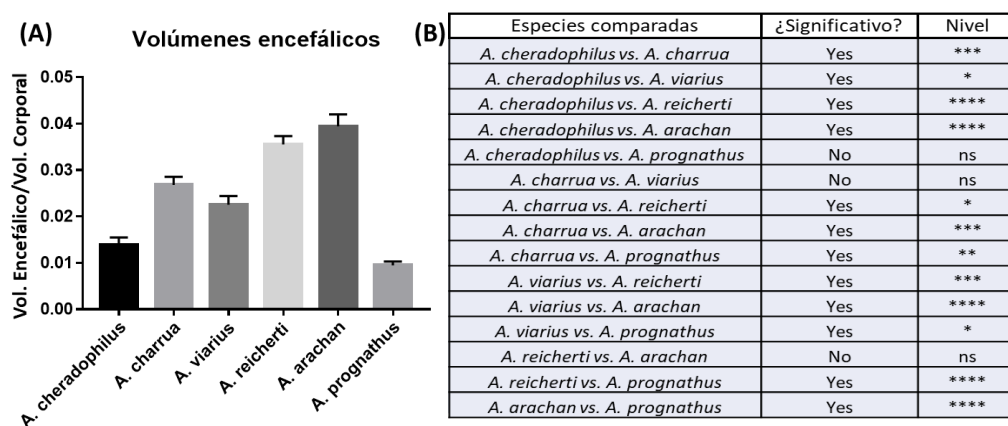 (A)
Volúmenes encefálicos
Vol. Encefálico/Vol. Corporal
0.05
0.04
0.03
0.02
0.01
0.00
A. cheradophilus
A. charrua
A. viarius
A. reicherti
A. arachan
A. prognathus
(B)
Especies comparadas ¿Significativo? Nivel
A. cheradophilus vs. A. charrua Yes ***
A. cheradophilus vs. A. viarius Yes *
A. cheradophilus vs. A. reicherti Yes ****
A. cheradophilus vs. A. arachan Yes ****
A. cheradophilus vs. A. prognathus No ns
A. charrua vs. A. viarius No ns
A. charrua vs. A. reicherti Yes *
A. charrua vs. A. arachan Yes ***
A. charrua vs. A. prognathus Yes **
A. viarius vs. A. reicherti Yes ***
A. viarius vs. A. arachan Yes ****
A. viarius vs. A. prognathus Yes *
A. reicherti vs. A. arachan No ns
A. reicherti vs. A. prognathus Yes ****
A. arachan vs. A. prognathus Yes ****